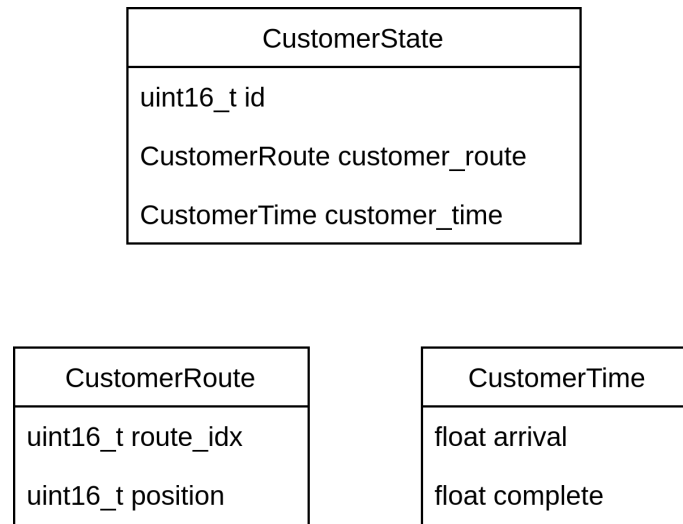 CustomerState
uint16_t id
CustomerRoute customer_route
CustomerTime customer_time
CustomerRoute
uint16_t route_idx
uint16_t position
CustomerTime
float arrival
float complete